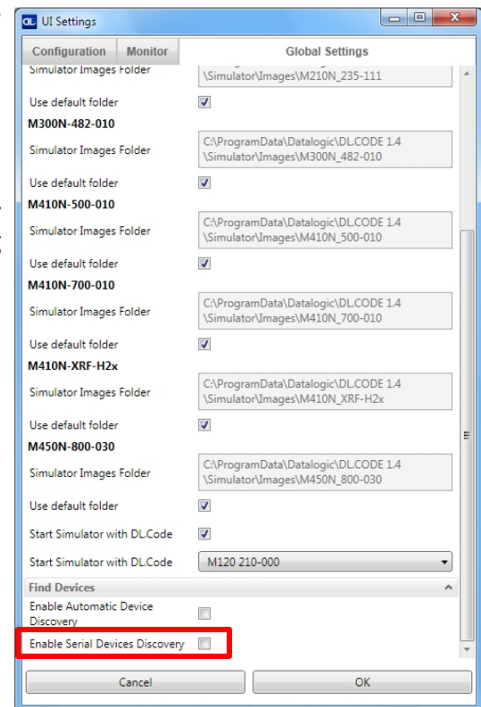 UI Settings
Configuration Monitor Global Settings
Simulator Images Folder
\Simulator\Images\M210N_235-111
Use default folder
M300N-482-010
Simulator Images Folder
C:\ProgramData\Datalogic\DL.CODE 1.4
\Simulator\Images\M300N_482-010
Use default folder
M410N-500-010
Simulator Images Folder
C:\ProgramData\Datalogic\DL.CODE 1.4
\Simulator\Images\M410N_500-010
Use default folder
M410N-700-010
Simulator Images Folder
C:\ProgramData\Datalogic\DL.CODE 1.4
\Simulator\Images\M410N_700-010
Use default folder
M410N-XRF-H2x
Simulator Images Folder
C:\ProgramData\Datalogic\DL.CODE 1.4
\Simulator\Images\M410N_XRF-H2x
Use default folder
M450N-800-030
Simulator Images Folder
C:\ProgramData\Datalogic\DL.CODE 1.4
\Simulator\Images\M450N_800-030
Use default folder
Start Simulator with DL.Code
Start Simulator with DL.Code M120 210-000
Find Devices
Enable Automatic Device
Discovery
Enable Serial Devices Discovery
Cancel OK